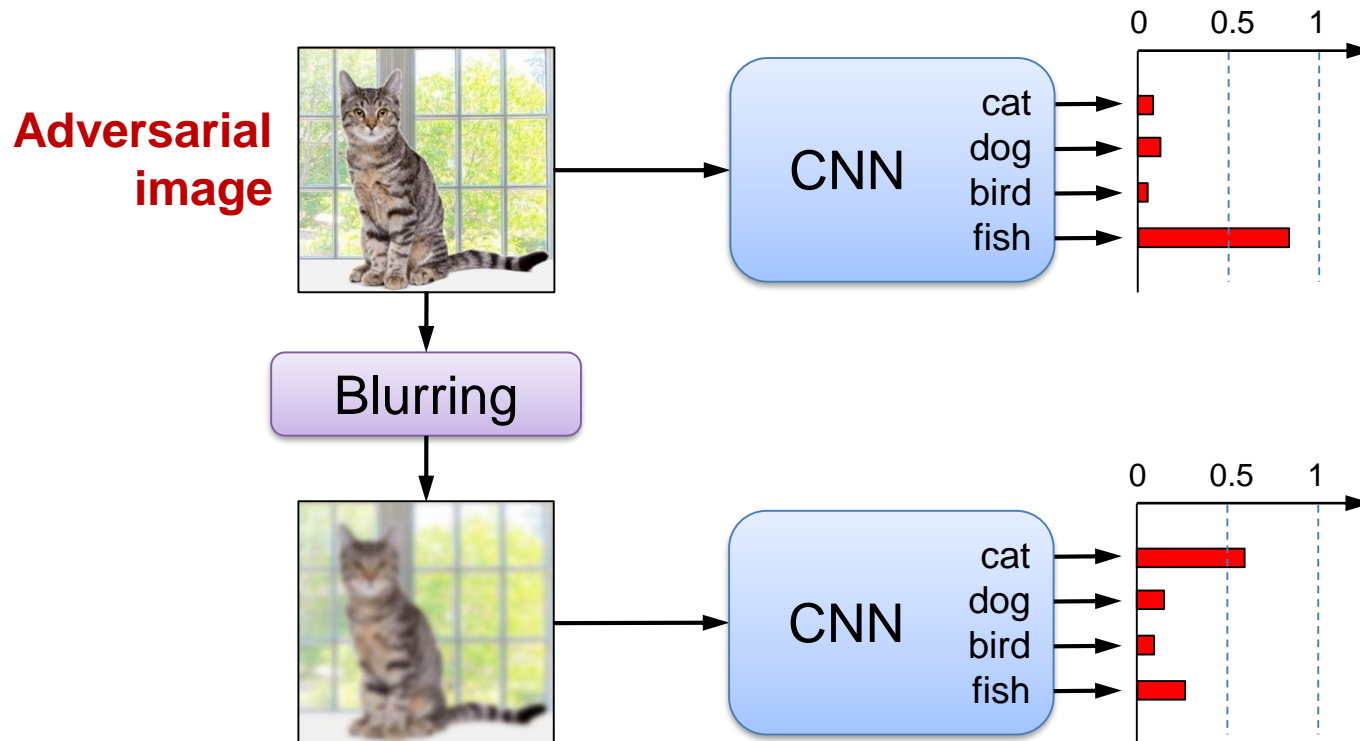 0 0.5 1
Adversarial
image
CNN
cat
dog
bird
fish
Blurring
0 0.5 1
CNN
cat
dog
bird
fish